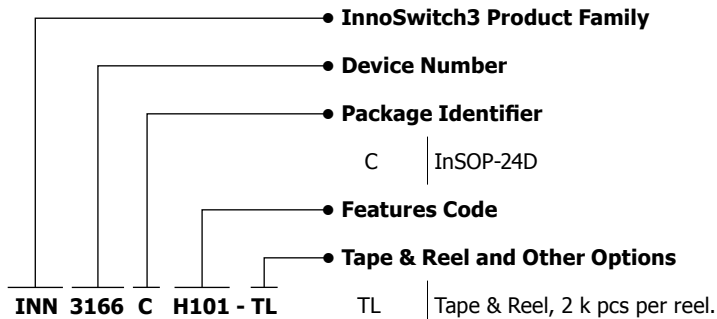 InnoSwitch3 Product Family
Device Number
Package Identifier
C InSOP-24D
Features Code
Tape & Reel and Other Options
INN 3166 C H101 - TL TL Tape & Reel, 2 k pcs per reel.